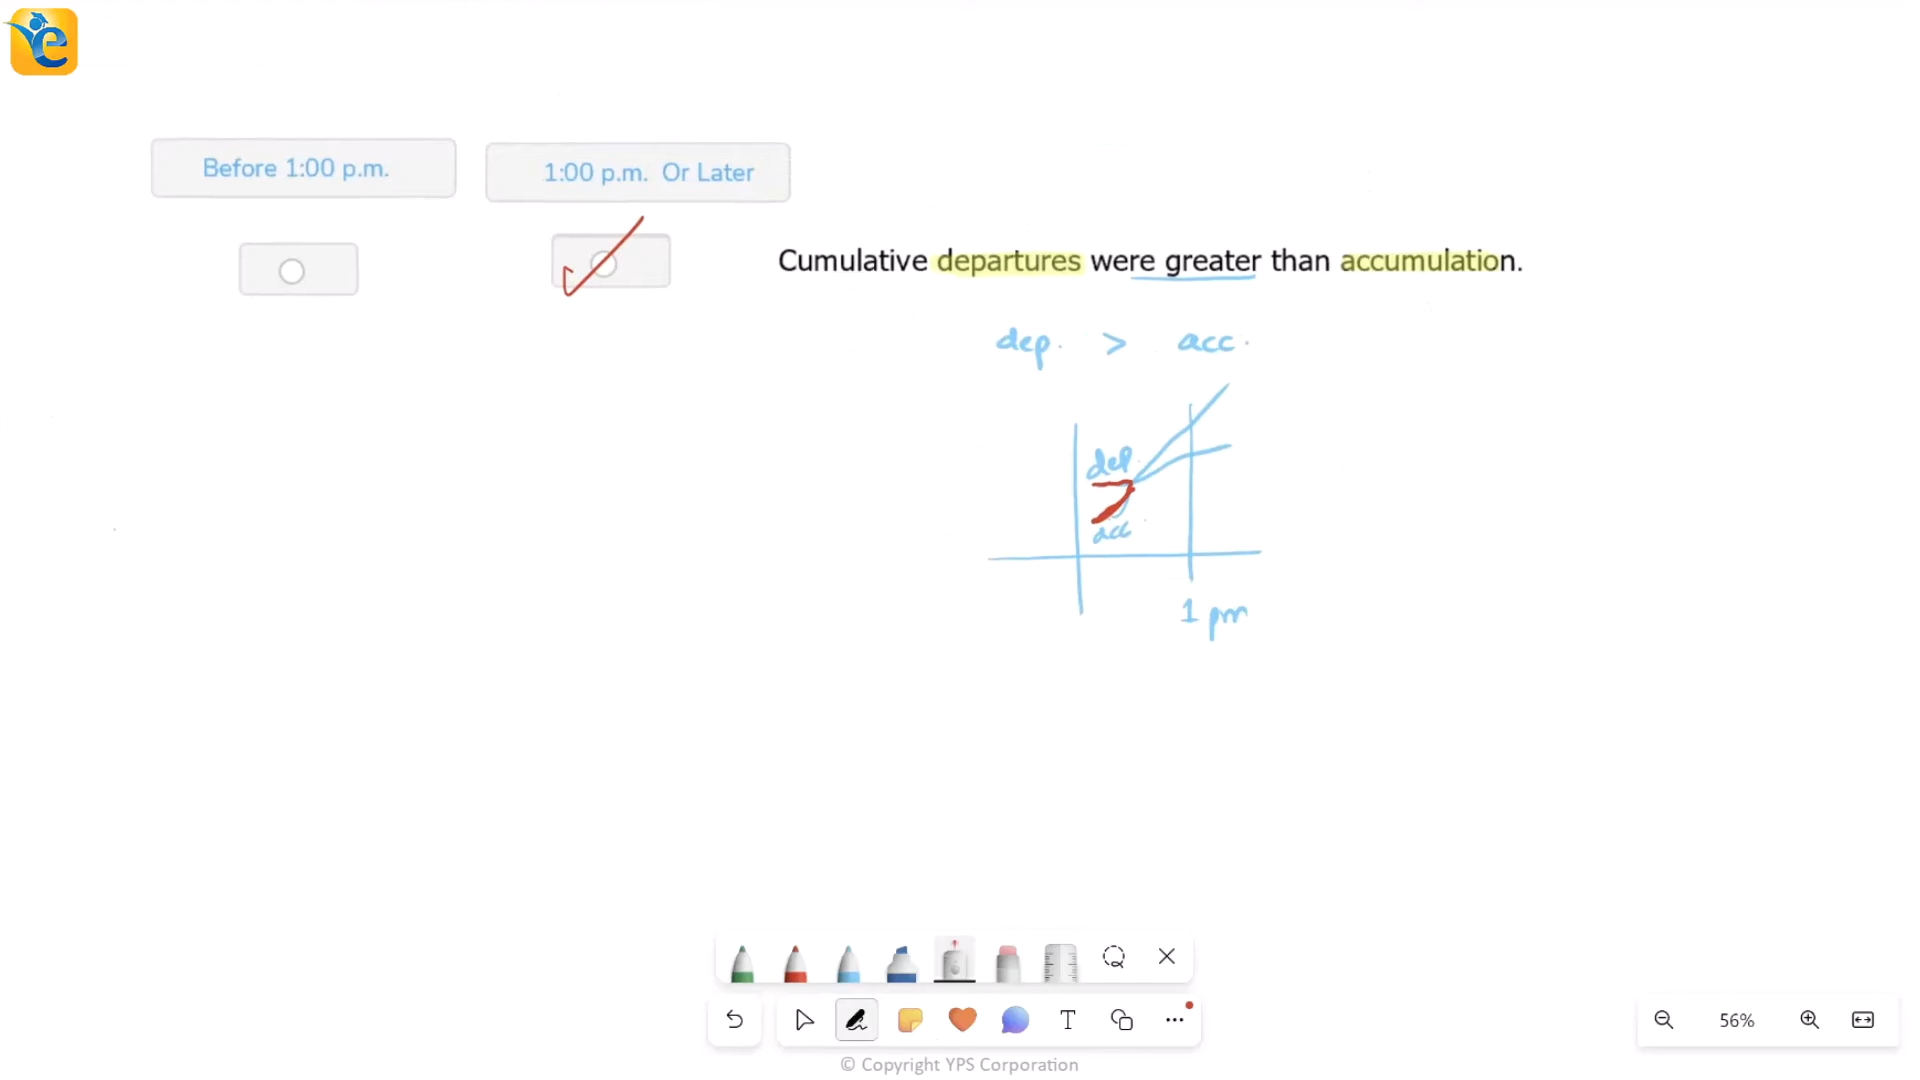 e
Before 1:00 p.m.
1:00 p.m. Or Later
Cumulative departures were greater than accumulation.
dep. > acc.
dep
acc
1 pm
T
56%
© Copyright YPS Corporation